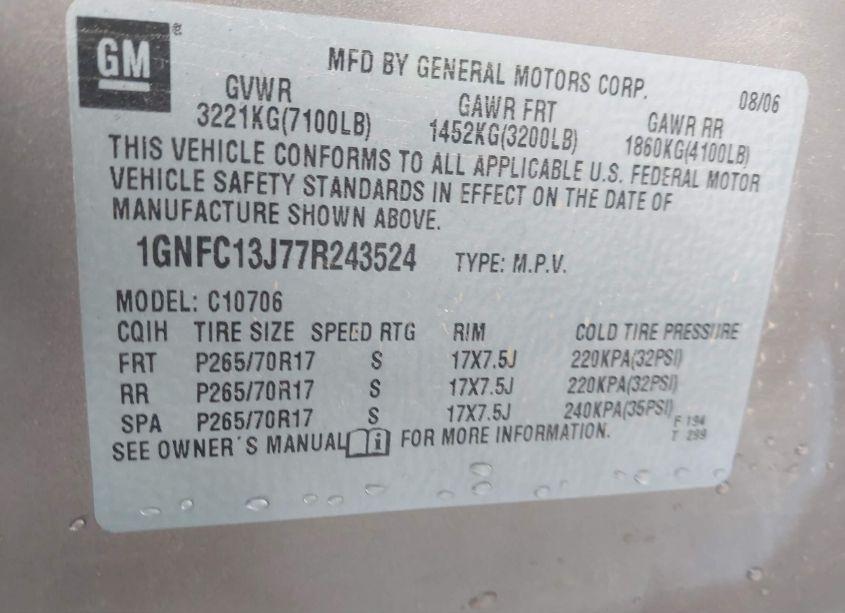 GM
MFD BY GENERAL MOTORS CORP. 08/06
GVWR GAWR FRT GAWR RR
3221KG(7100LB) 1452KG(3200LB) 1860KG(4100LB)
THIS VEHICLE CONFORMS TO ALL APPLICABLE U.S. FEDERAL MOTOR
VEHICLE SAFETY STANDARDS IN EFFECT ON THE DATE OF
MANUFACTURE SHOWN ABOVE.
1GNFC13J77R243524 TYPE: M.P.V.
MODEL: C10706
CQIH TIRE SIZE SPEED RTG RIM COLD TIRE PRESSURE
FRT P265/70R17 S 17X7.5J 220KPA(32PSI)
RR P265/70R17 S 17X7.5J 220KPA(32PSI)
SPA P265/70R17 S 17X7.5J 240KPA(35PSI)
F 194
T 299
SEE OWNER'S MANUAL i FOR MORE INFORMATION.